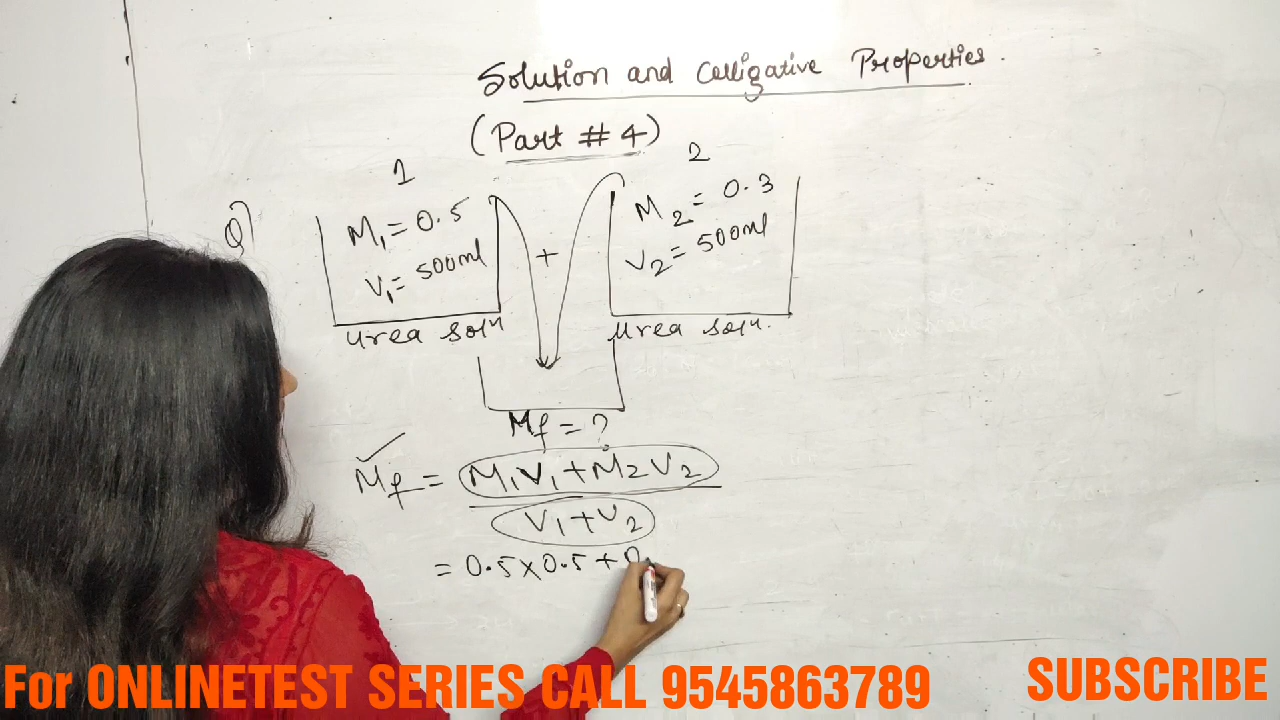 Solution and Colligative Properties.
(Part # 4)
1
2
Q]
M₁ = 0.5
V₁ = 500ml
+
M₂ = 0.3
V₂ = 500ml
Urea soln
Urea soln.
Mf = ?
Mf = M₁V₁ + M₂V₂
V₁ + V₂
= 0.5 × 0.5 + 0.
For ONLINETEST SERIES CALL 9545863789
SUBSCRIBE